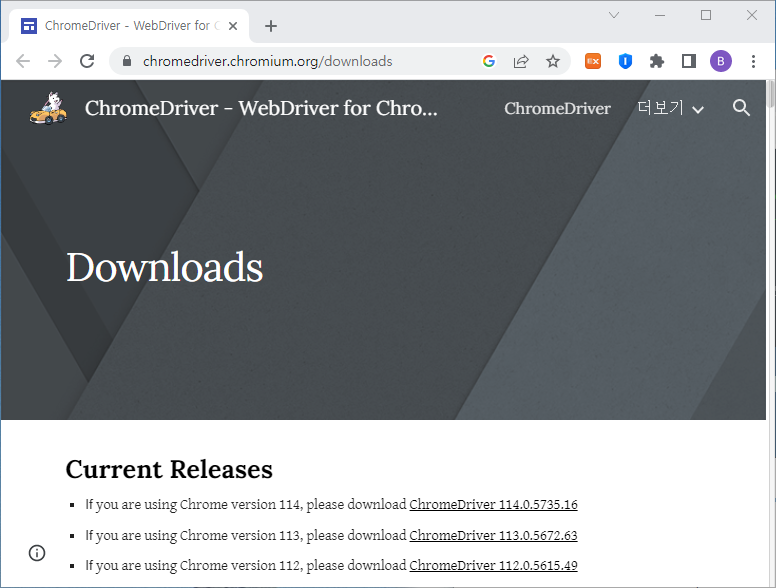 ChromeDriver - WebDriver for C
chromedriver.chromium.org/downloads
B
ChromeDriver - WebDriver for Chro...
ChromeDriver
더보기
Downloads
Current Releases
If you are using Chrome version 114, please download ChromeDriver 114.0.5735.16
If you are using Chrome version 113, please download ChromeDriver 113.0.5672.63
If you are using Chrome version 112, please download ChromeDriver 112.0.5615.49